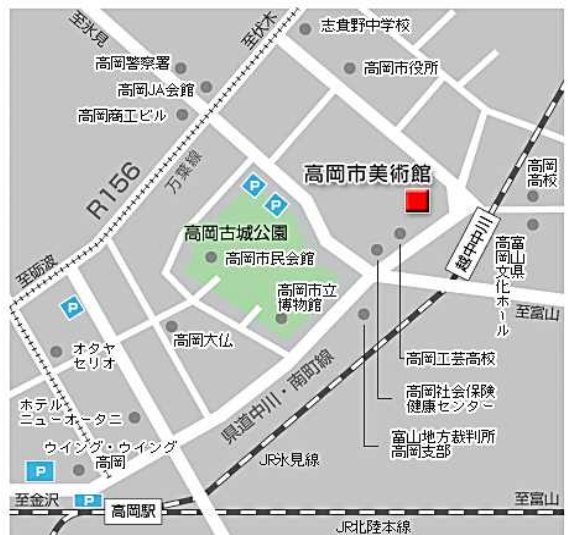 至氷見
至伏木
志貴野中学校
高岡警察署
高岡市役所
高岡JA会館
高岡商工ビル
R156
万葉線
P
P
高岡市美術館
高岡
高校
越中中川
富山県
高岡文化ホール
高岡古城公園
高岡市民会館
高岡市立
博物館
至砺波
P
至富山
高岡大仏
オタヤ
セリオ
高岡工芸高校
県道中川・南町線
高岡社会保険
健康センター
ホテル
ニューオータニ
富山地方裁判所
高岡支部
ウイング・ウイング
高岡
JR氷見線
P
至金沢
P
高岡駅
至富山
JR北陸本線